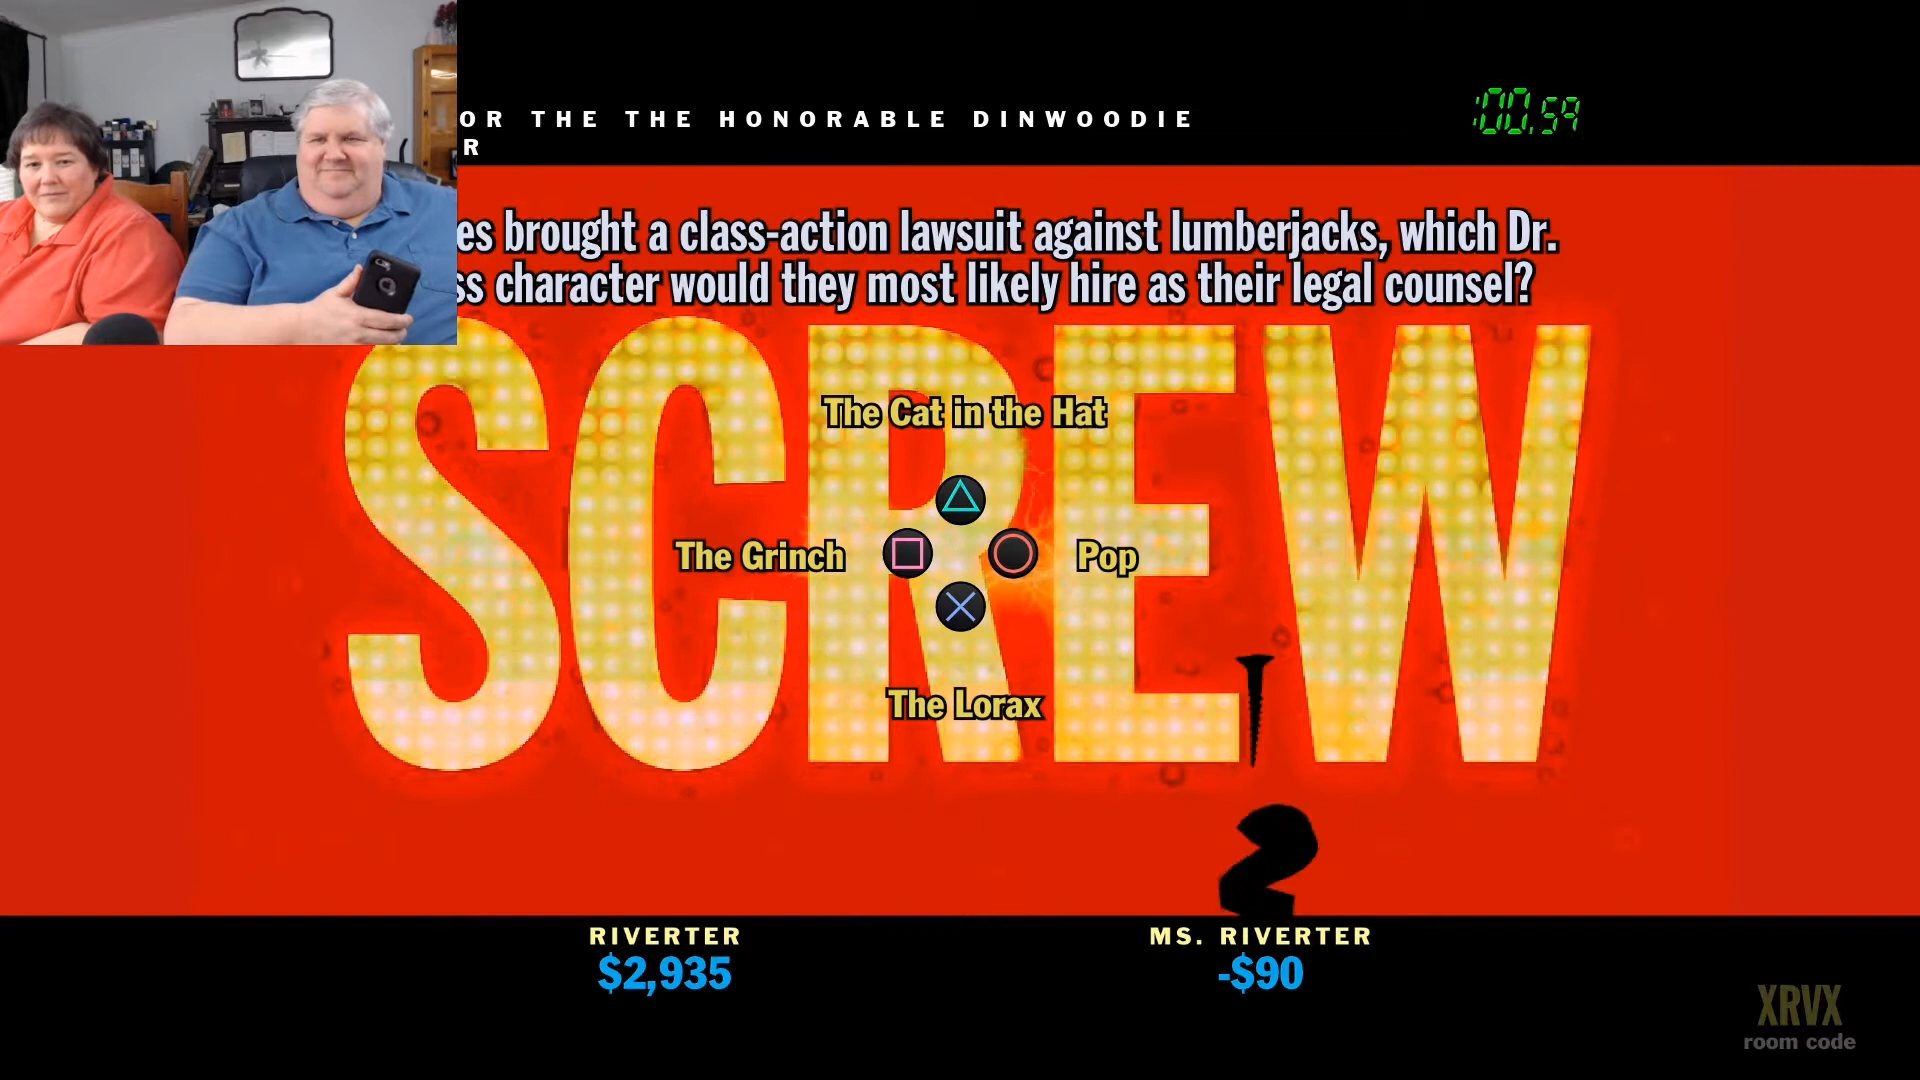 OR THE THE HONORABLE DINWOODIE
R
:00.59
es brought a class-action lawsuit against lumberjacks, which Dr.
ss character would they most likely hire as their legal counsel?
SCREW
The Cat in the Hat
The Grinch
Pop
The Lorax
2
RIVERTER
MS. RIVERTER
$2,935
-$90
XRVX
room code